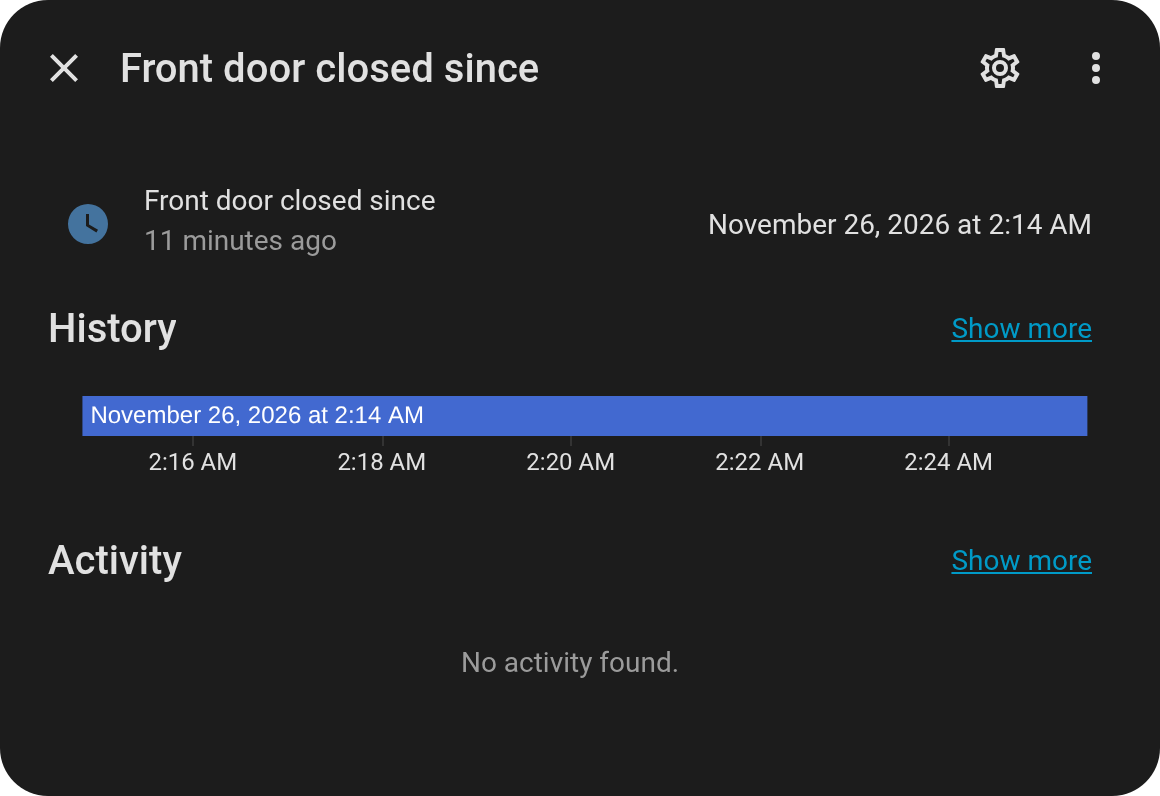 Front door closed since
Front door closed since
11 minutes ago
November 26, 2026 at 2:14 AM
History
Show more
November 26, 2026 at 2:14 AM
2:16 AM 2:18 AM 2:20 AM 2:22 AM 2:24 AM
Activity
Show more
No activity found.